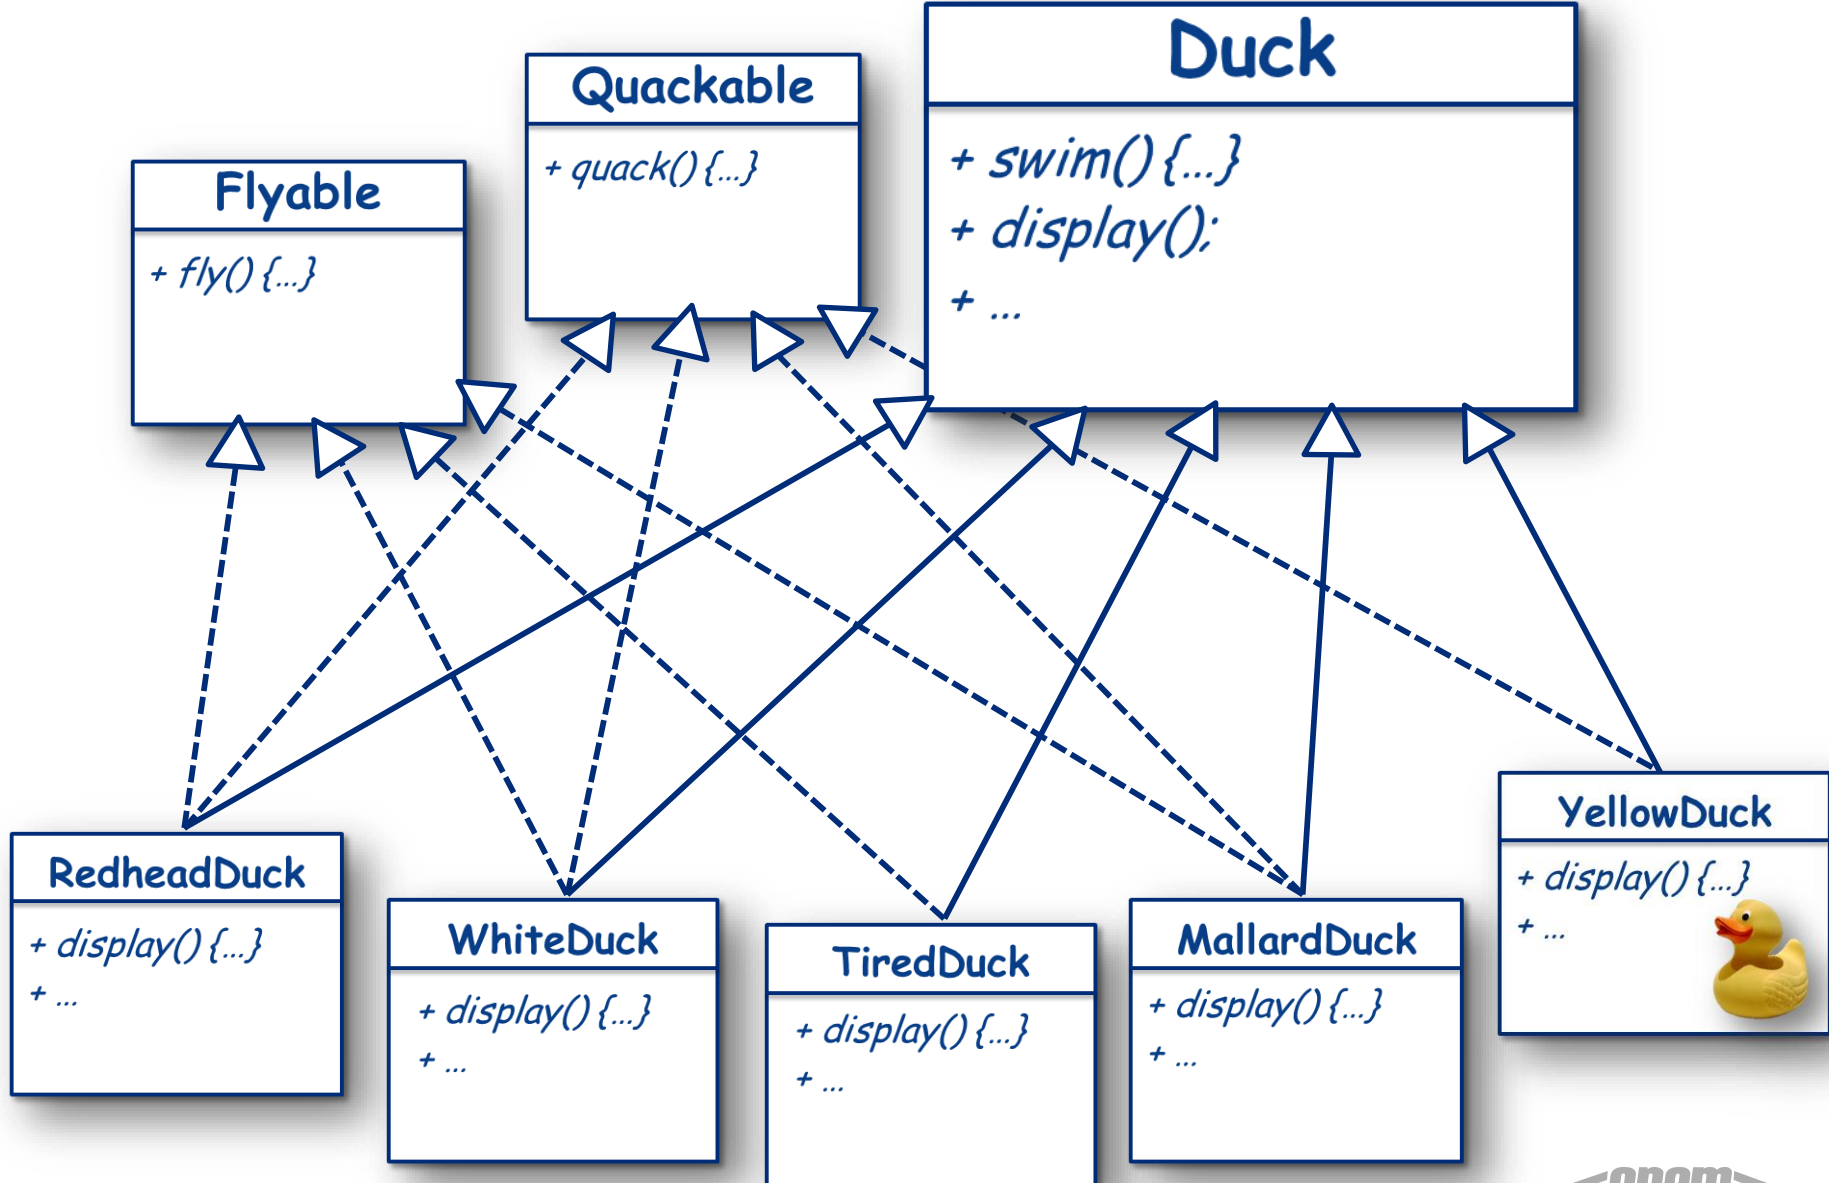 Duck
+ swim() {...}
+ display();
+ ...
Quackable
+ quack() {...}
Flyable
+ fly() {...}
RedheadDuck
+ display() {...}
+ ...
WhiteDuck
+ display() {...}
+ ...
TiredDuck
+ display() {...}
+ ...
MallardDuck
+ display() {...}
+ ...
YellowDuck
+ display() {...}
+ ...